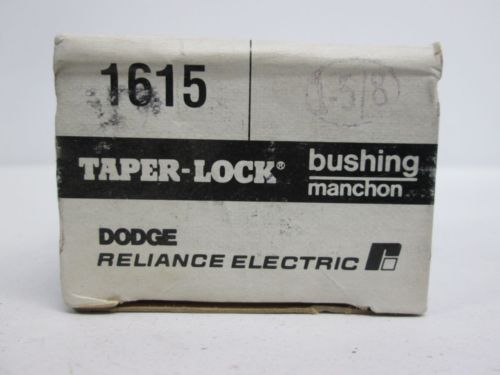 1615
1-5/8
TAPER-LOCK®
bushing
manchon
DODGE
RELIANCE ELECTRIC